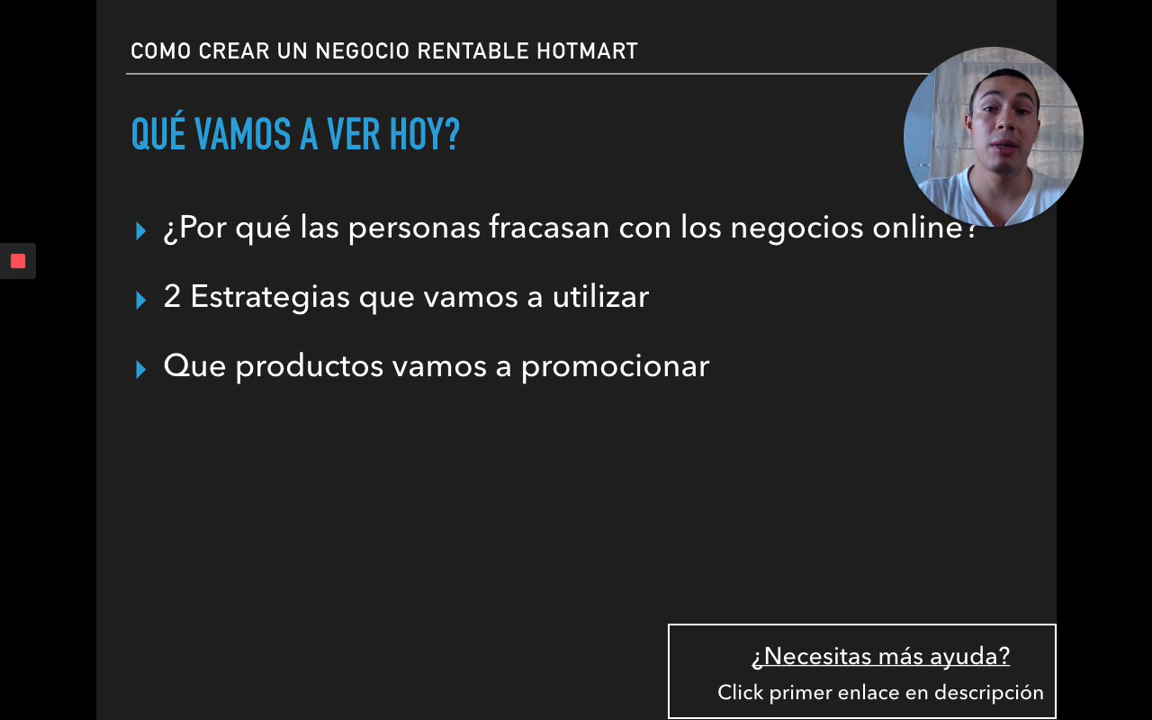 COMO CREAR UN NEGOCIO RENTABLE HOTMART
QUÉ VAMOS A VER HOY?
¿Por qué las personas fracasan con los negocios online?
2 Estrategias que vamos a utilizar
Que productos vamos a promocionar
¿Necesitas más ayuda?
Click primer enlace en descripción